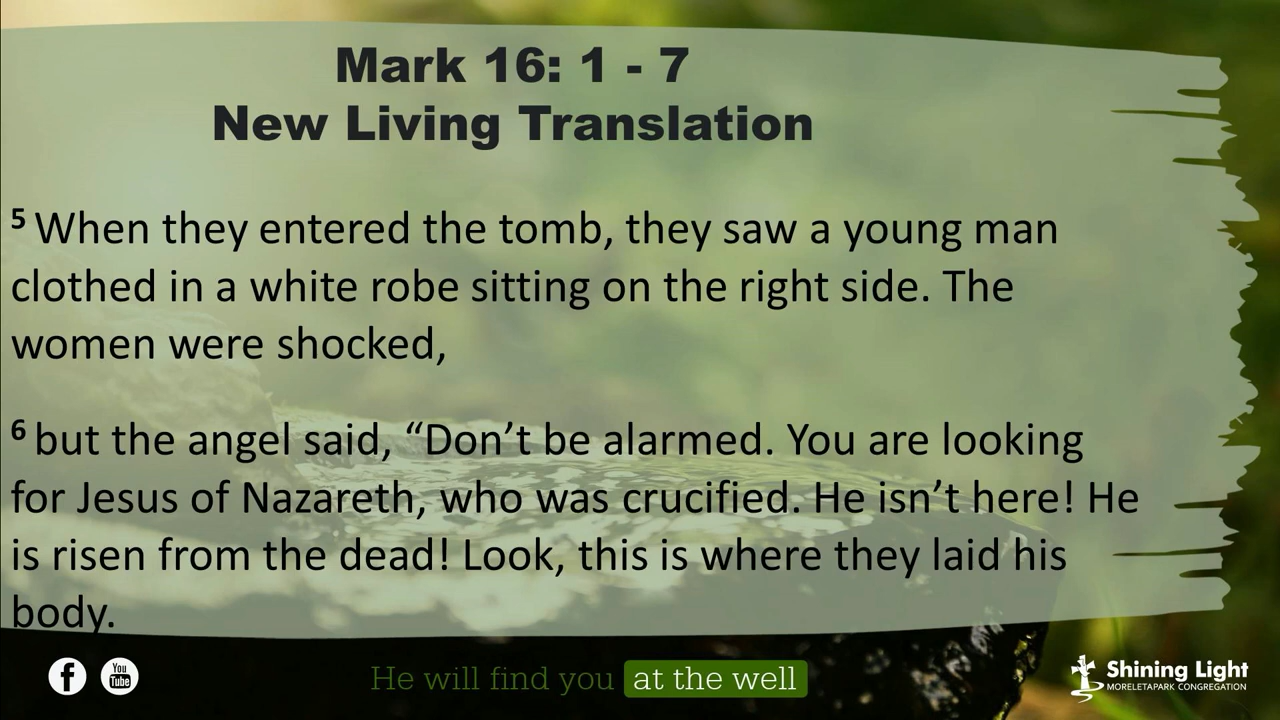 Mark 16: 1 - 7
New Living Translation
5 When they entered the tomb, they saw a young man
clothed in a white robe sitting on the right side. The
women were shocked,
6 but the angel said, “Don’t be alarmed. You are looking
for Jesus of Nazareth, who was crucified. He isn’t here! He
is risen from the dead! Look, this is where they laid his
body.
f
You
Tube
He will find you at the well
Shining Light
MORELETAPARK CONGREGATION